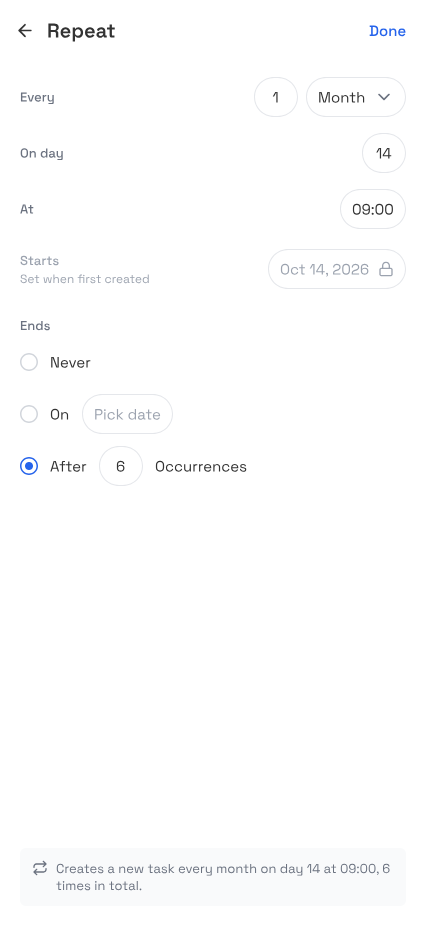 Repeat
Done
Every
1
Month
On day
14
At
09:00
Starts
Set when first created
Oct 14, 2026
Ends
Never
On
Pick date
After
6
Occurrences
Creates a new task every month on day 14 at 09:00, 6
times in total.